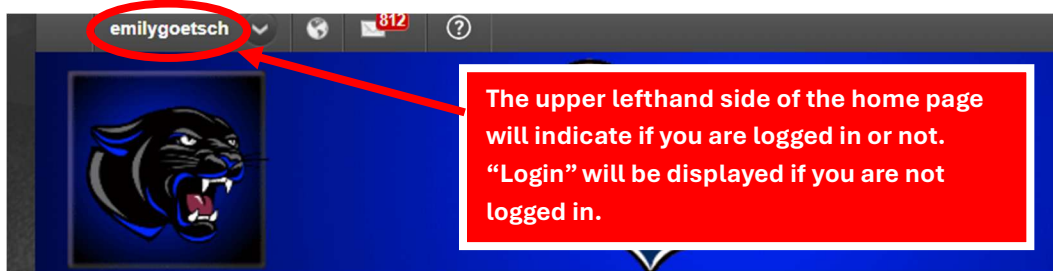 emilygoetsch
812
?
The upper lefthand side of the home page
will indicate if you are logged in or not.
“Login” will be displayed if you are not
logged in.